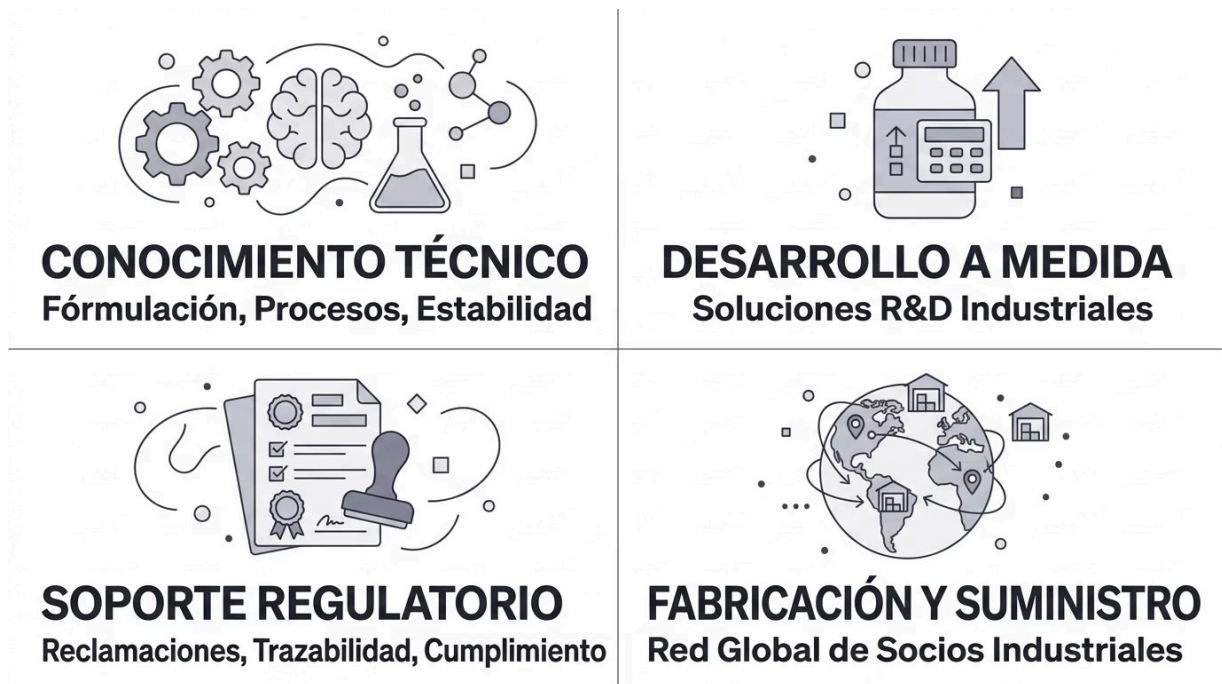 CONOCIMIENTO TÉCNICO
Fórmulación, Procesos, Estabilidad
DESARROLLO A MEDIDA
Soluciones R&D Industriales
SOPORTE REGULATORIO
Reclamaciones, Trazabilidad, Cumplimiento
FABRICACIÓN Y SUMINISTRO
Red Global de Socios Industriales